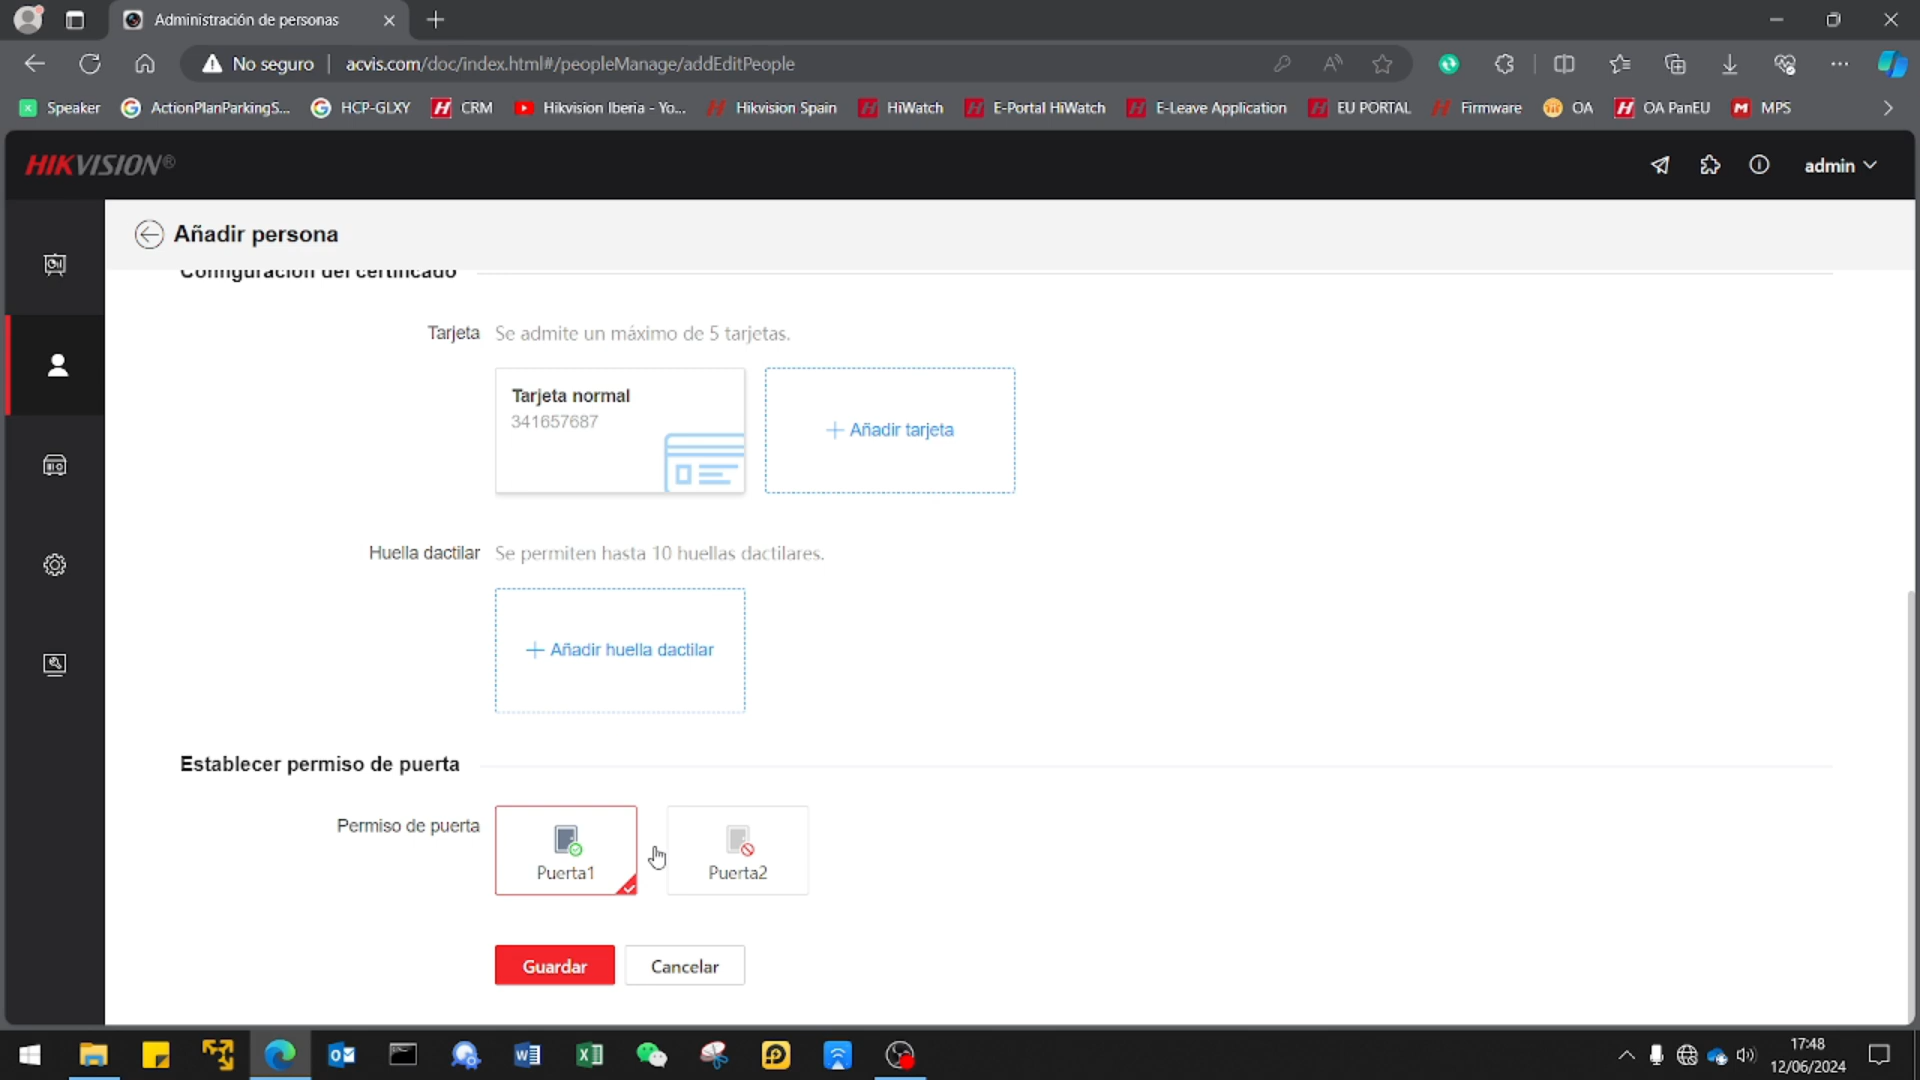 Administración de personas
No seguro
acvis.com/doc/index.html#/peopleManage/addEditPeople
Speaker
ActionPlanParkingS...
HCP-GLXY
CRM
Hikvision Iberia - Yo...
Hikvision Spain
HiWatch
E-Portal HiWatch
E-Leave Application
EU PORTAL
Firmware
OA
OA PanEU
MPS
HIKVISION®
admin
Añadir persona
Configuración del certificado
Tarjeta
Se admite un máximo de 5 tarjetas.
Tarjeta normal
341657687
+ Añadir tarjeta
Huella dactilar
Se permiten hasta 10 huellas dactilares.
+ Añadir huella dactilar
Establecer permiso de puerta
Permiso de puerta
Puerta1
Puerta2
Guardar
Cancelar
17:48
12/06/2024